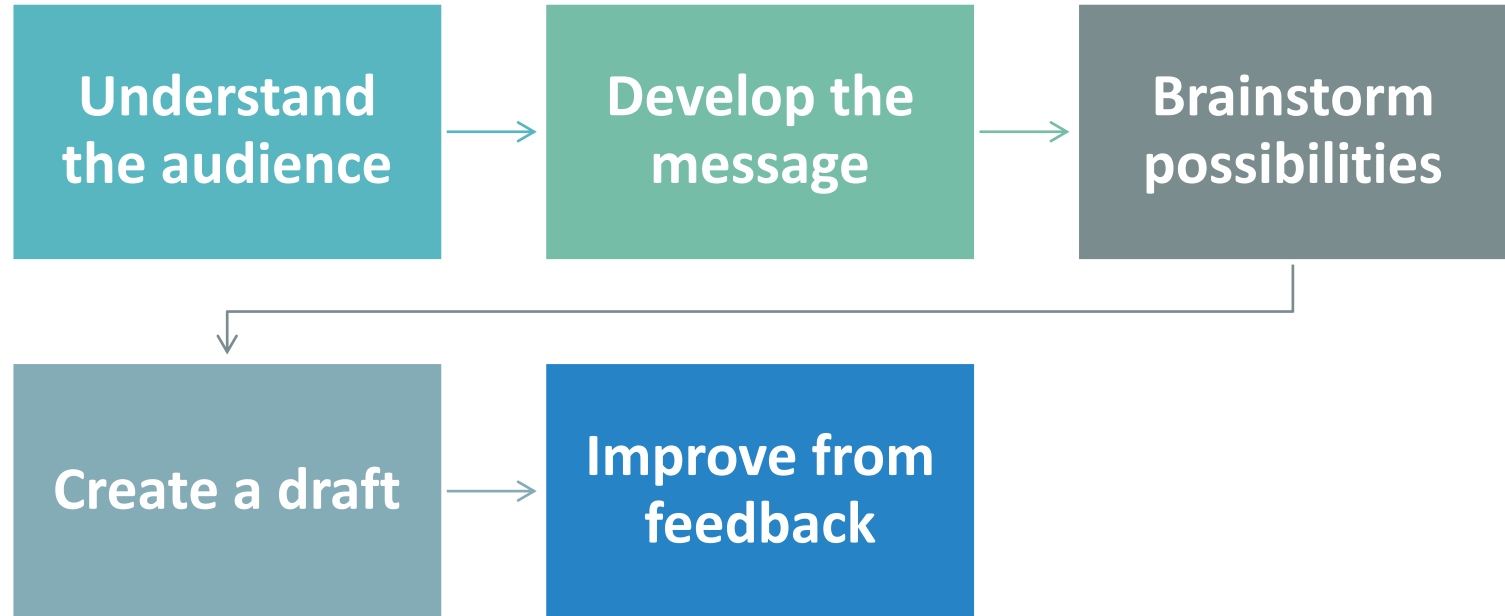 Understand
the audience
Develop the
message
Brainstorm
possibilities
Create a draft
Improve from
feedback